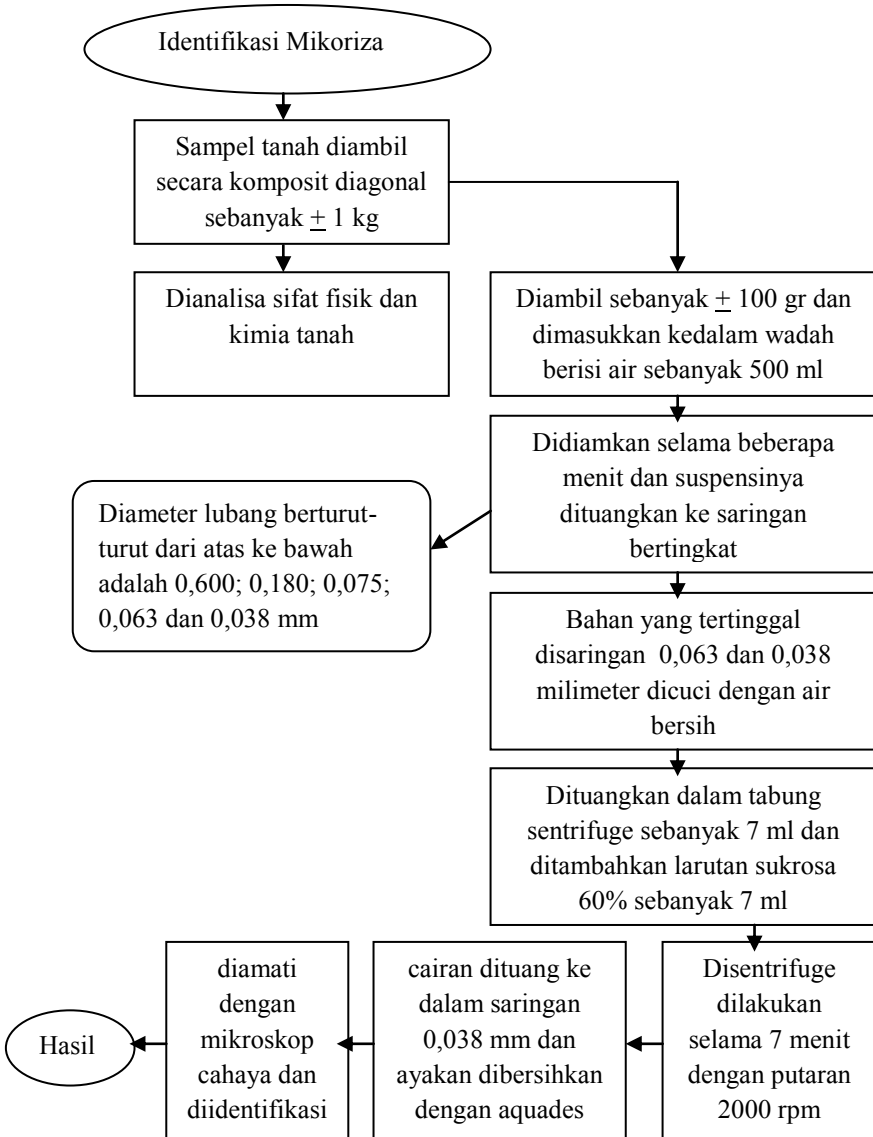 Identifikasi Mikoriza
Sampel tanah diambil
secara komposit diagonal
sebanyak ± 1 kg
Dianalisa sifat fisik dan
kimia tanah
Diambil sebanyak ± 100 gr dan
dimasukkan kedalam wadah
berisi air sebanyak 500 ml
Didiamkan selama beberapa
menit dan suspensinya
dituangkan ke saringan
bertingkat
Diameter lubang berturut-
turut dari atas ke bawah
adalah 0,600; 0,180; 0,075;
0,063 dan 0,038 mm
Bahan yang tertinggal
disaringan 0,063 dan 0,038
milimeter dicuci dengan air
bersih
Dituangkan dalam tabung
sentrifuge sebanyak 7 ml dan
ditambahkan larutan sukrosa
60% sebanyak 7 ml
Disentrifuge
dilakukan
selama 7 menit
dengan putaran
2000 rpm
cairan dituang ke
dalam saringan
0,038 mm dan
ayakan dibersihkan
dengan aquades
diamati
dengan
mikroskop
cahaya dan
diidentifikasi
Hasil